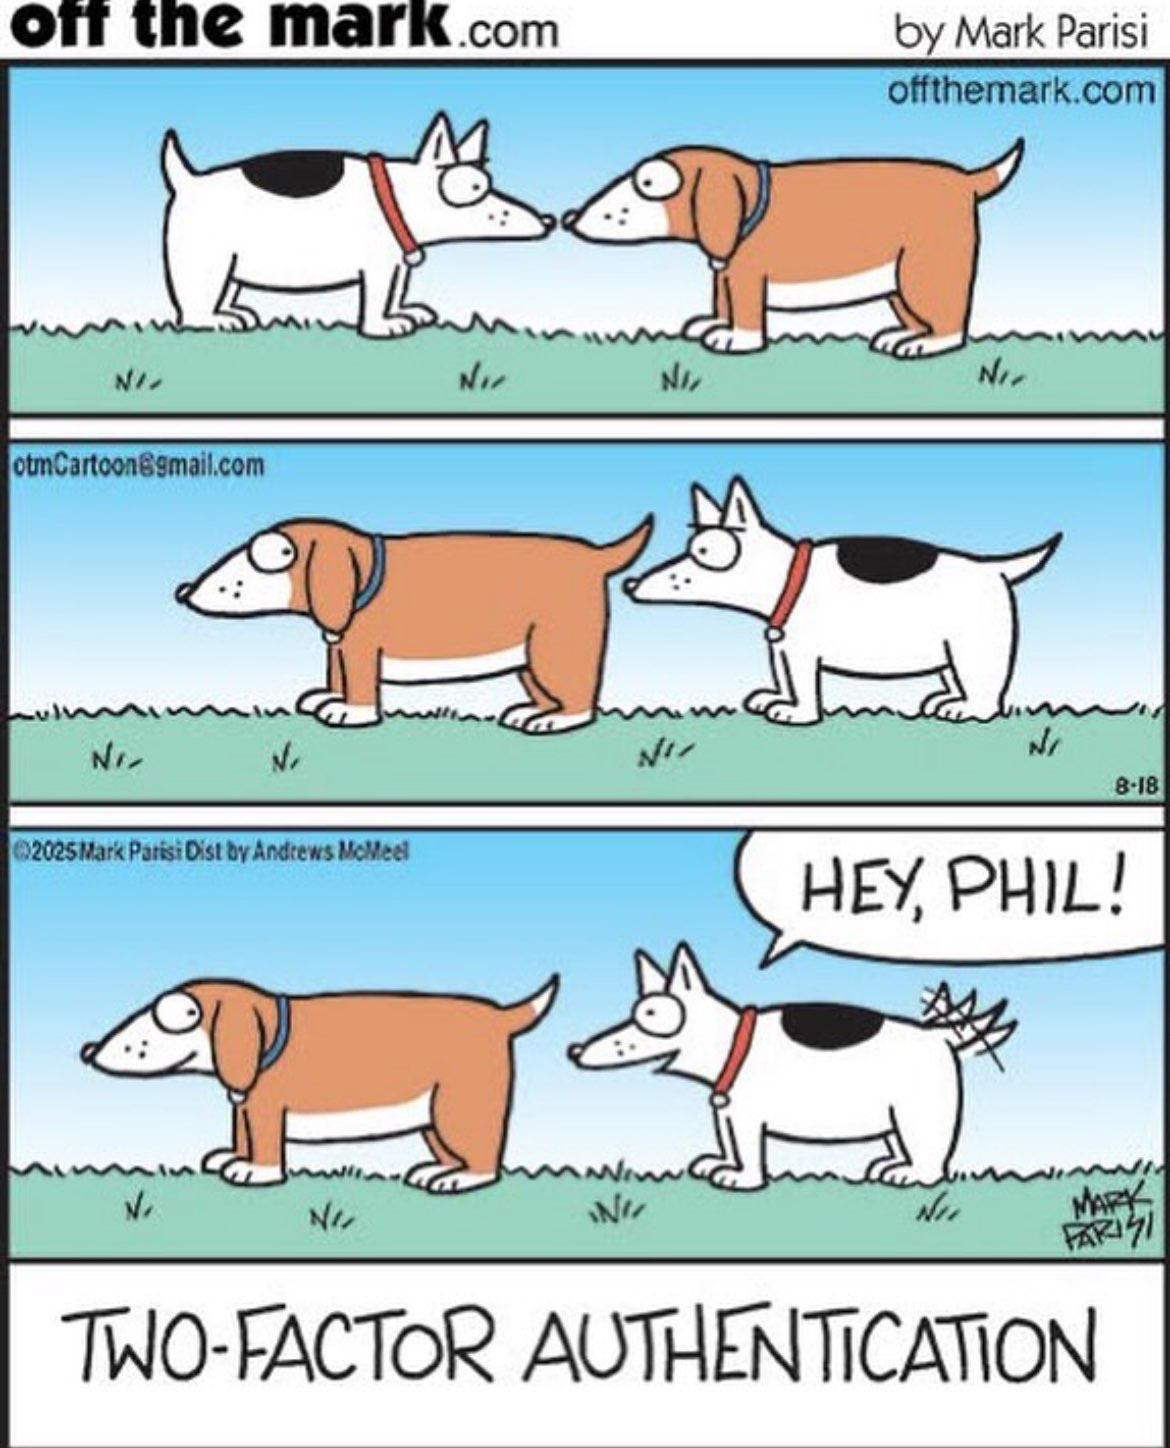 off the mark.com
by Mark Parisi
offthemark.com
otmCartoon@gmail.com
8-18
©2025 Mark Parisi Dist by Andrews McMeel
HEY, PHIL!
MARK
PARISI
TWO-FACTOR AUTHENTICATION